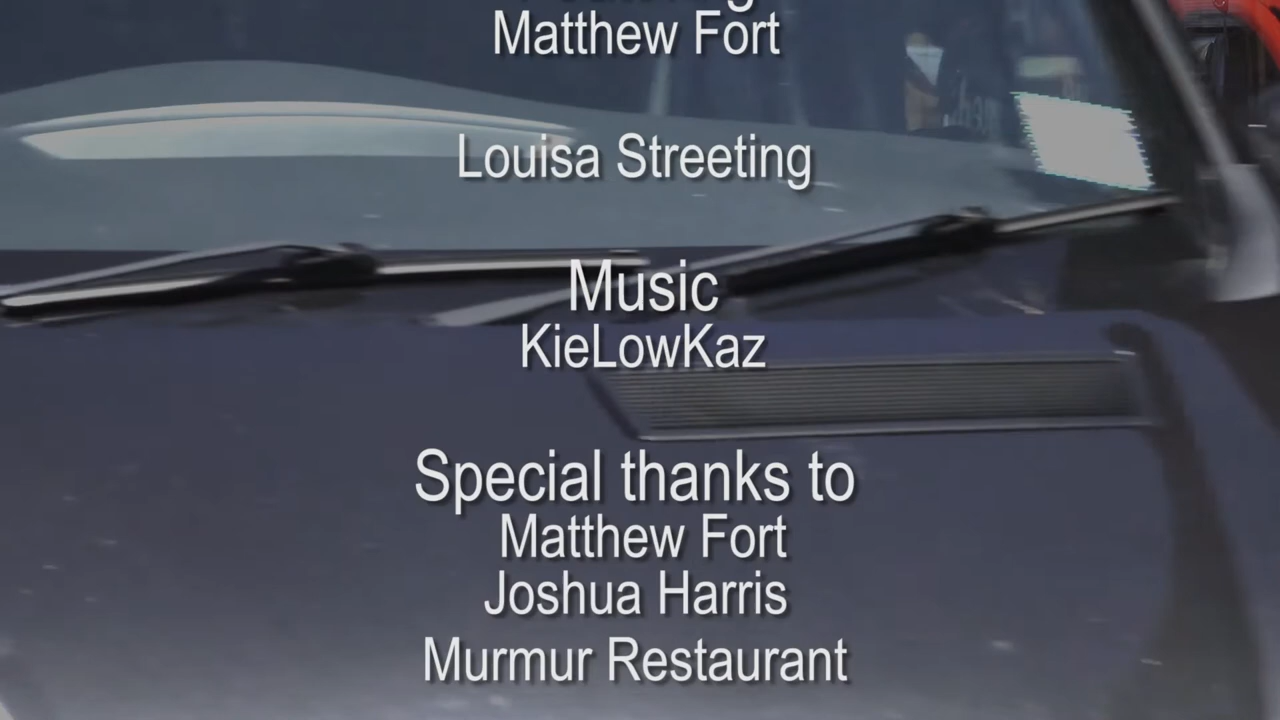 Matthew Fort
Louisa Streeting
Music
KieLowKaz
Special thanks to
Matthew Fort
Joshua Harris
Murmur Restaurant